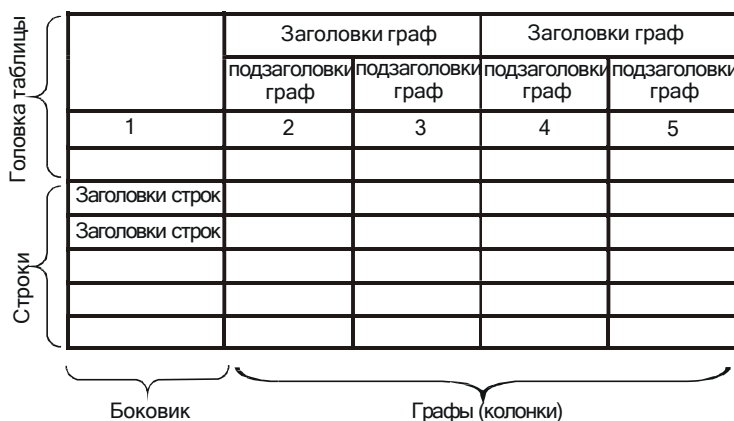 Головка таблицы
Заголовки граф Заголовки граф
подзаголовки граф подзаголовки граф подзаголовки граф подзаголовки граф
1 2 3 4 5
Строки
Заголовки строк
Заголовки строк
Боковик Графы (колонки)